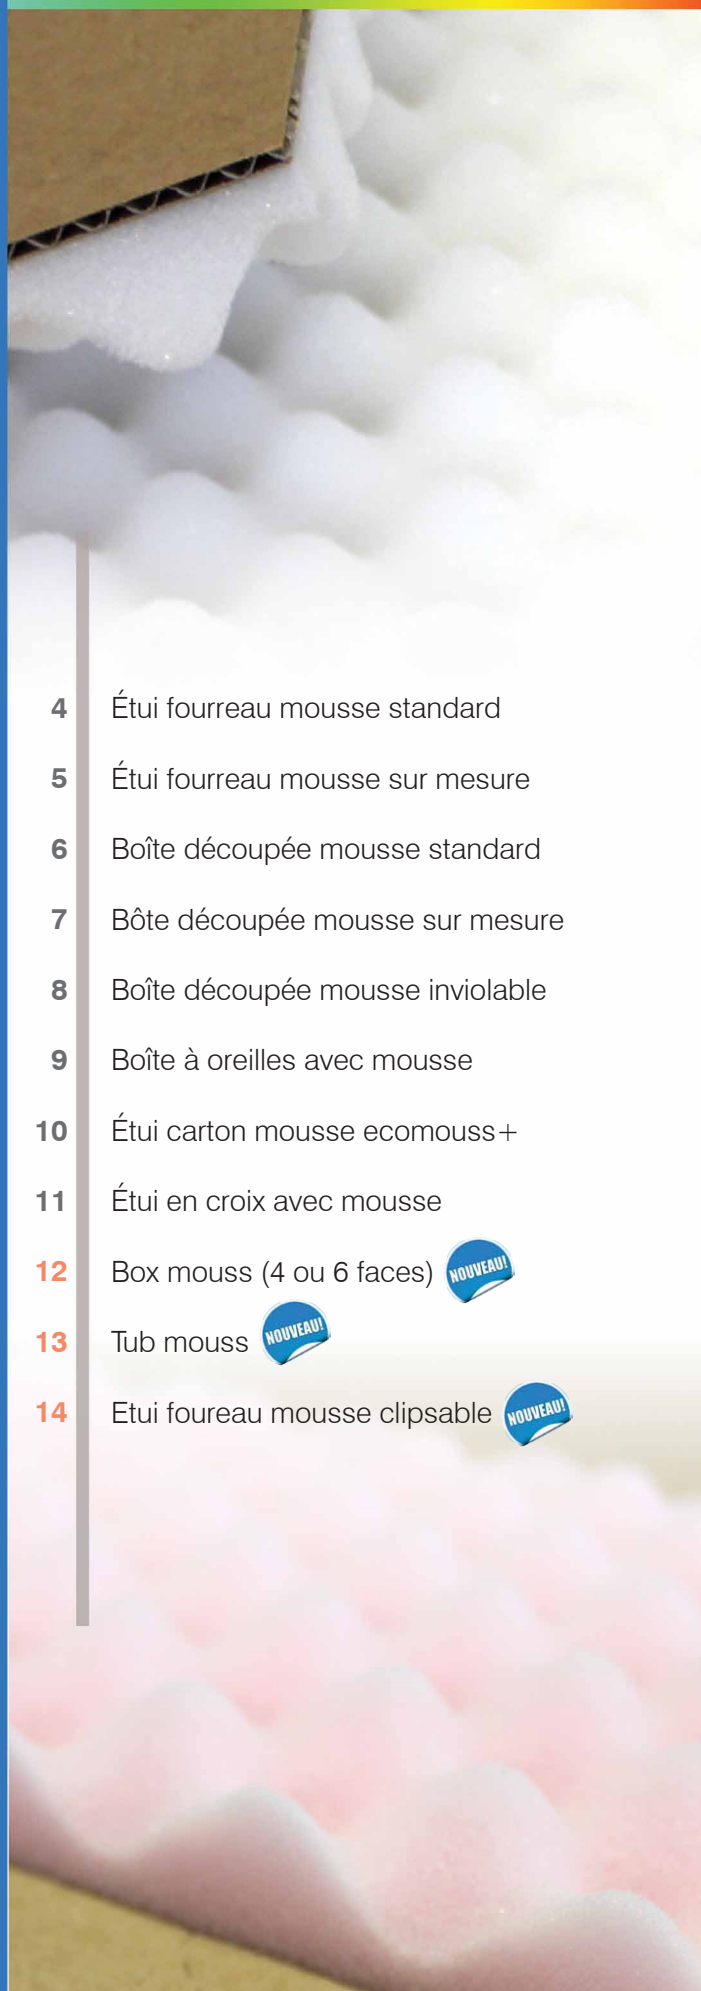 4 Étui fourreau mousse standard
5 Étui fourreau mousse sur mesure
6 Boîte découpée mousse standard
7 Bôte découpée mousse sur mesure
8 Boîte découpée mousse inviolable
9 Boîte à oreilles avec mousse
10 Étui carton mousse ecomouss+
11 Étui en croix avec mousse
12 Box mouss (4 ou 6 faces) NOUVEAU!
13 Tub mouss NOUVEAU!
14 Etui foureau mousse clipsable NOUVEAU!